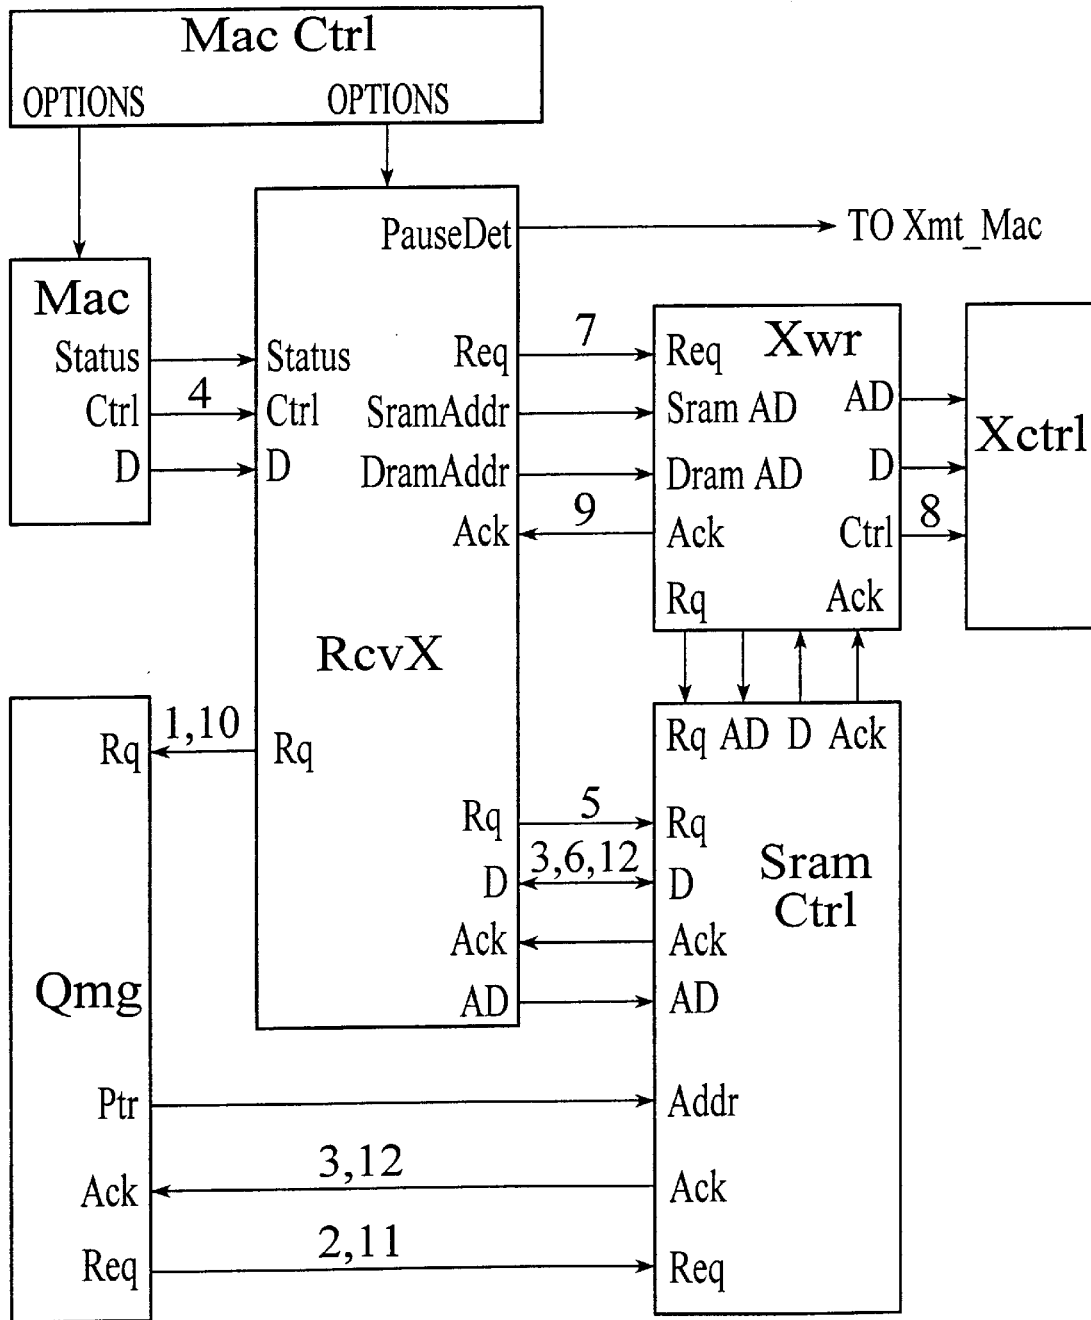 Mac Ctrl
OPTIONS OPTIONS
PauseDet TO Xmt_Mac
Mac
Status Status
Ctrl 4 Ctrl
D D
Req 7 Req
SramAddr Sram AD
DramAddr Dram AD
Ack 9 Ack
Xwr
AD
D
Ctrl 8
Rq Ack
Xctrl
RcvX
Rq 1,10 Rq
Rq AD D Ack
Rq 5 Rq
D 3,6,12 D
Ack Ack
AD AD
Sram
Ctrl
Qmg
Ptr Addr
Ack 3,12 Ack
Req 2,11 Req